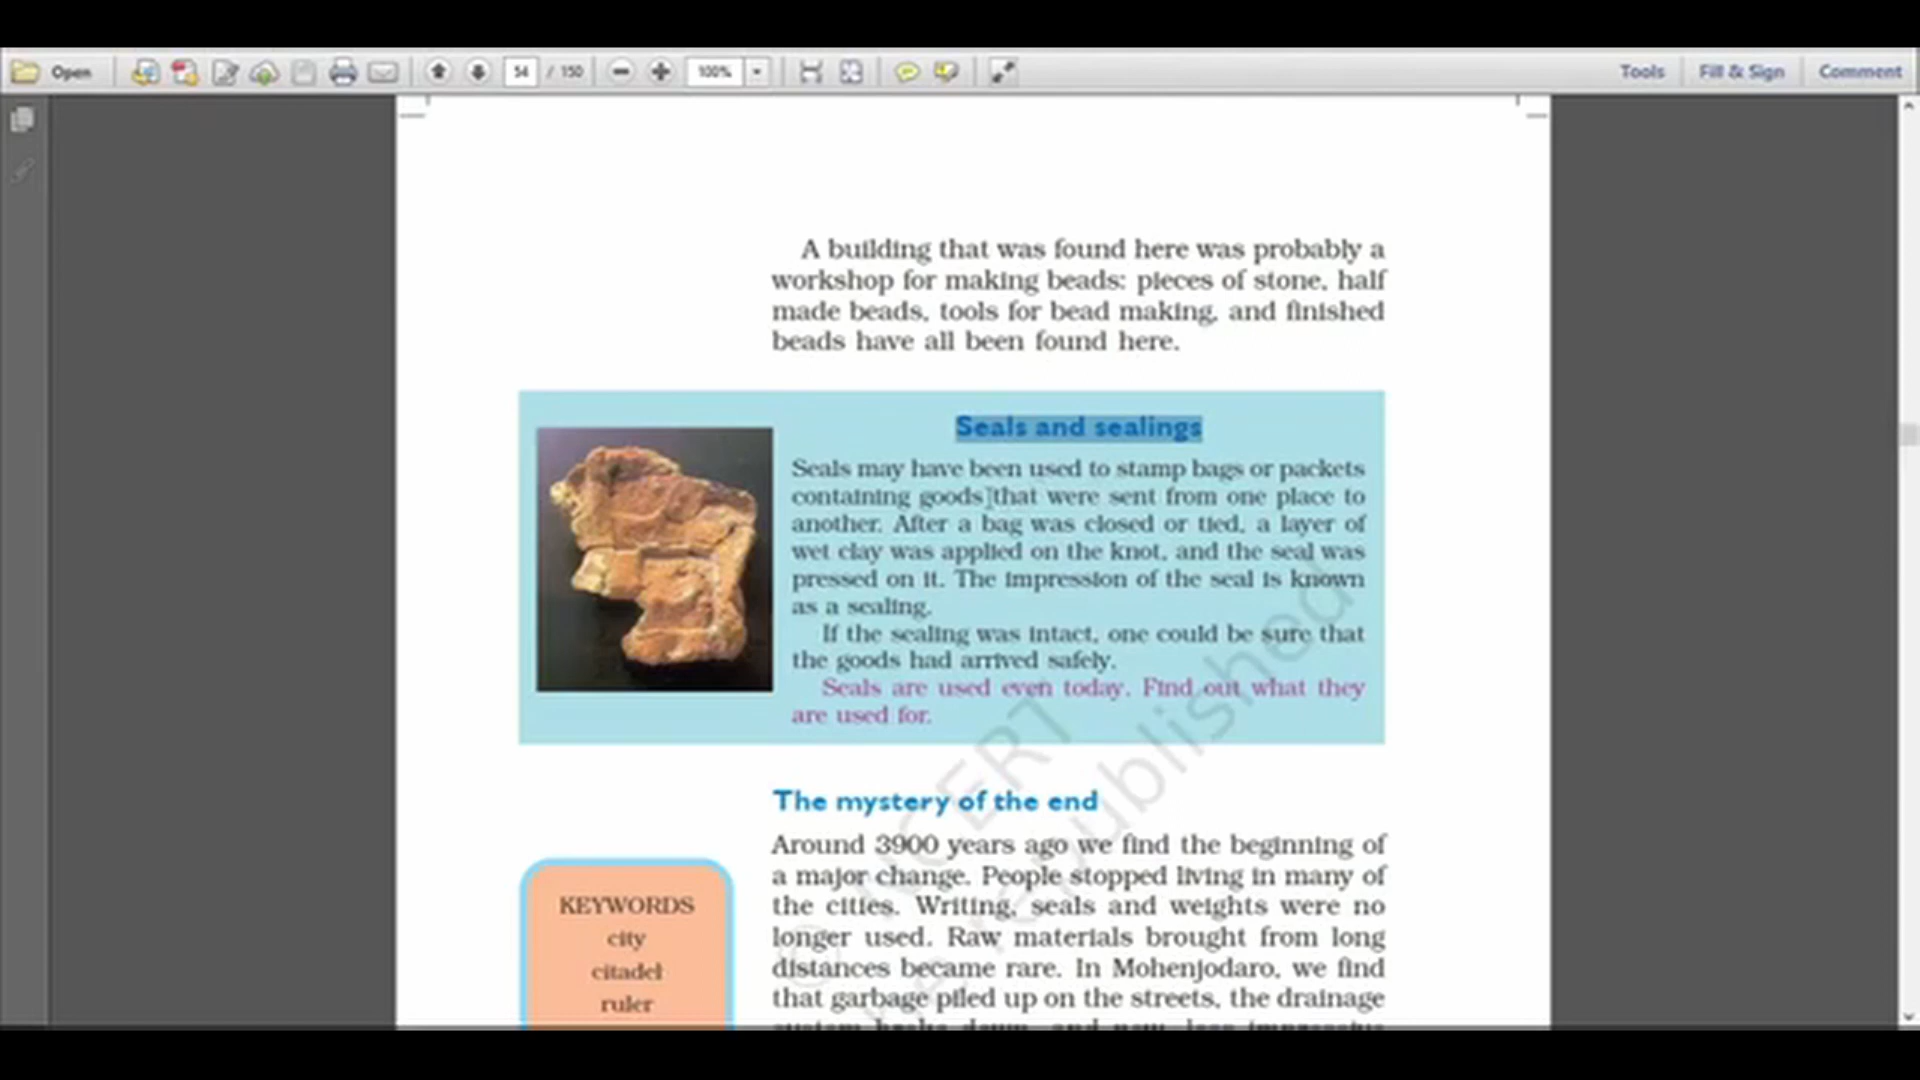 Open
54 / 150
100%
Tools
Fill & Sign
Comment
A building that was found here was probably a
workshop for making beads: pieces of stone, half
made beads, tools for bead making, and finished
beads have all been found here.
Seals and sealings
Seals may have been used to stamp bags or packets
containing goods that were sent from one place to
another. After a bag was closed or tied, a layer of
wet clay was applied on the knot, and the seal was
pressed on it. The impression of the seal is known
as a sealing.
If the sealing was intact, one could be sure that
the goods had arrived safely.
Seals are used even today. Find out what they
are used for.
The mystery of the end
Around 3900 years ago we find the beginning of
a major change. People stopped living in many of
the cities. Writing, seals and weights were no
longer used. Raw materials brought from long
distances became rare. In Mohenjodaro, we find
that garbage piled up on the streets, the drainage
KEYWORDS
city
citadel
ruler
© NCERT
republished